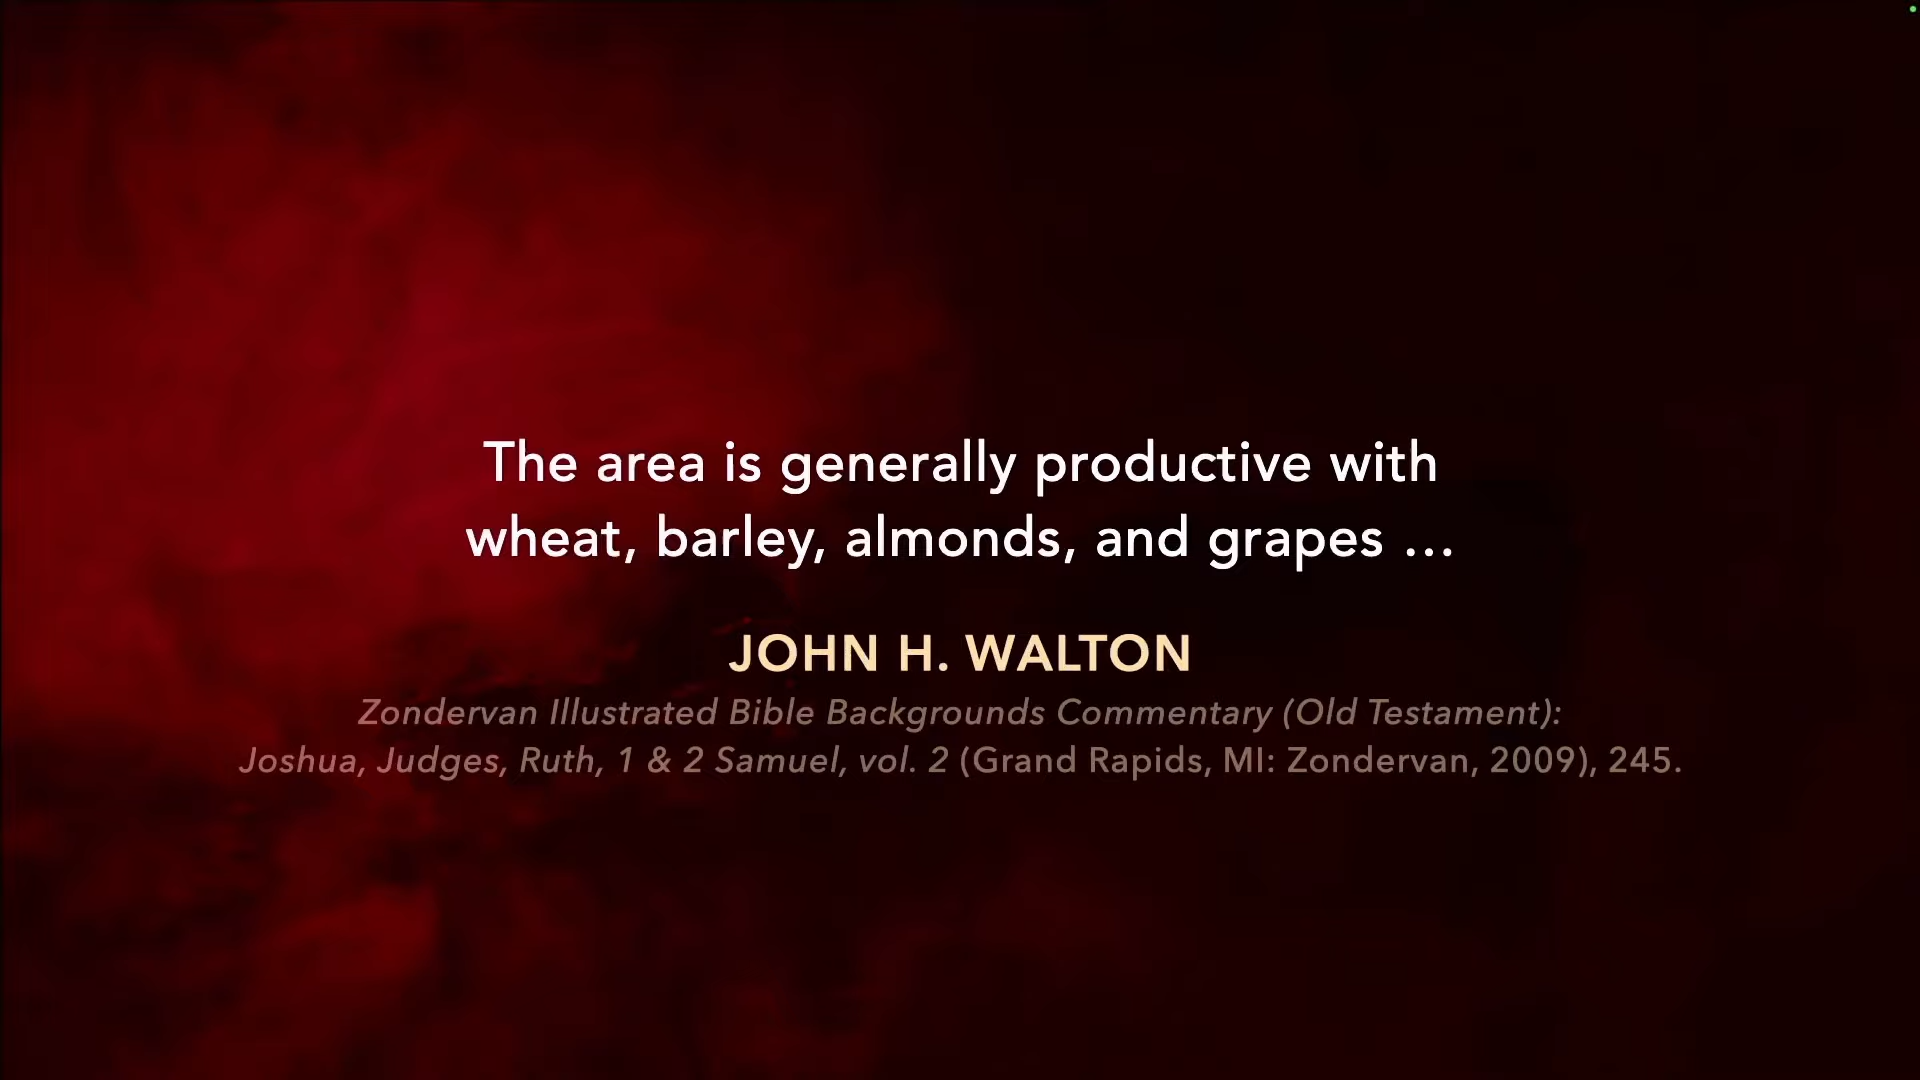 The area is generally productive with
wheat, barley, almonds, and grapes …
JOHN H. WALTON
Zondervan Illustrated Bible Backgrounds Commentary (Old Testament):
Joshua, Judges, Ruth, 1 & 2 Samuel, vol. 2 (Grand Rapids, MI: Zondervan, 2009), 245.